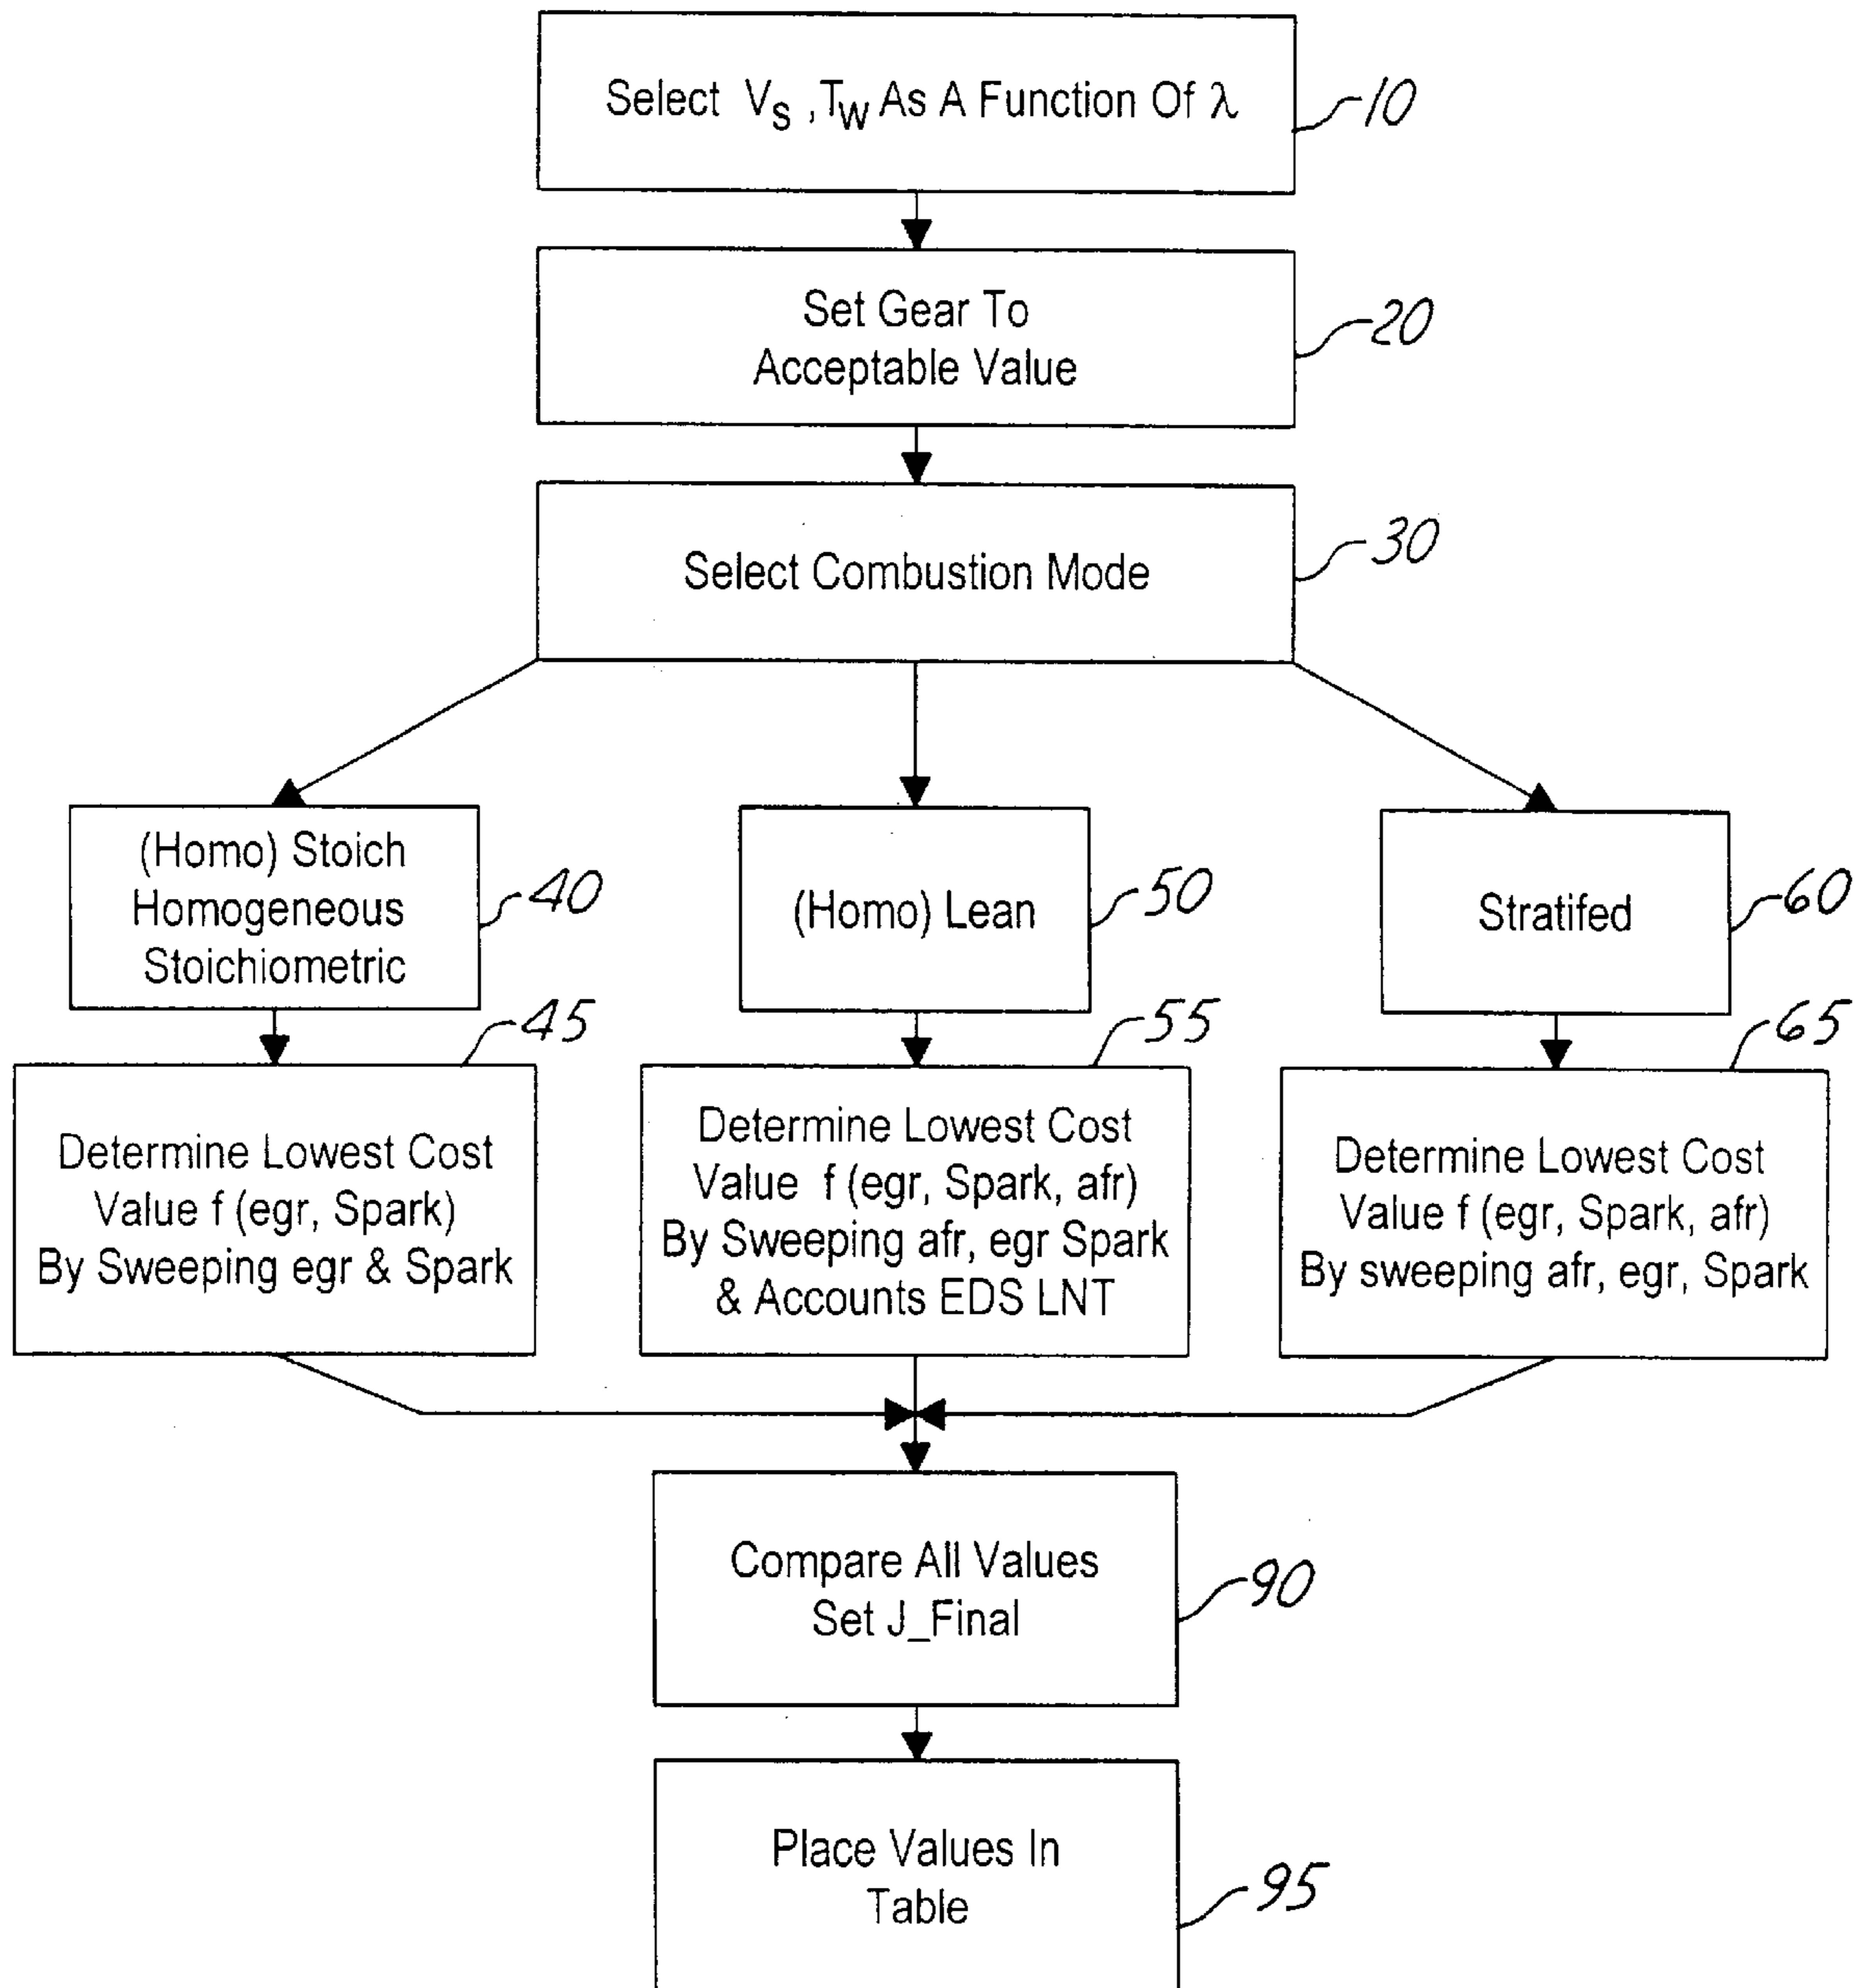 Select Vs ,Tw As A Function Of λ
10
Set Gear To
Acceptable Value
20
Select Combustion Mode
30
(Homo) Stoich
Homogeneous
Stoichiometric
40
(Homo) Lean
50
Stratifed
60
45
Determine Lowest Cost
Value f (egr, Spark)
By Sweeping egr & Spark
55
Determine Lowest Cost
Value f (egr, Spark, afr)
By Sweeping afr, egr Spark
& Accounts EDS LNT
65
Determine Lowest Cost
Value f (egr, Spark, afr)
By sweeping afr, egr, Spark
Compare All Values
Set J_Final
90
Place Values In
Table
95